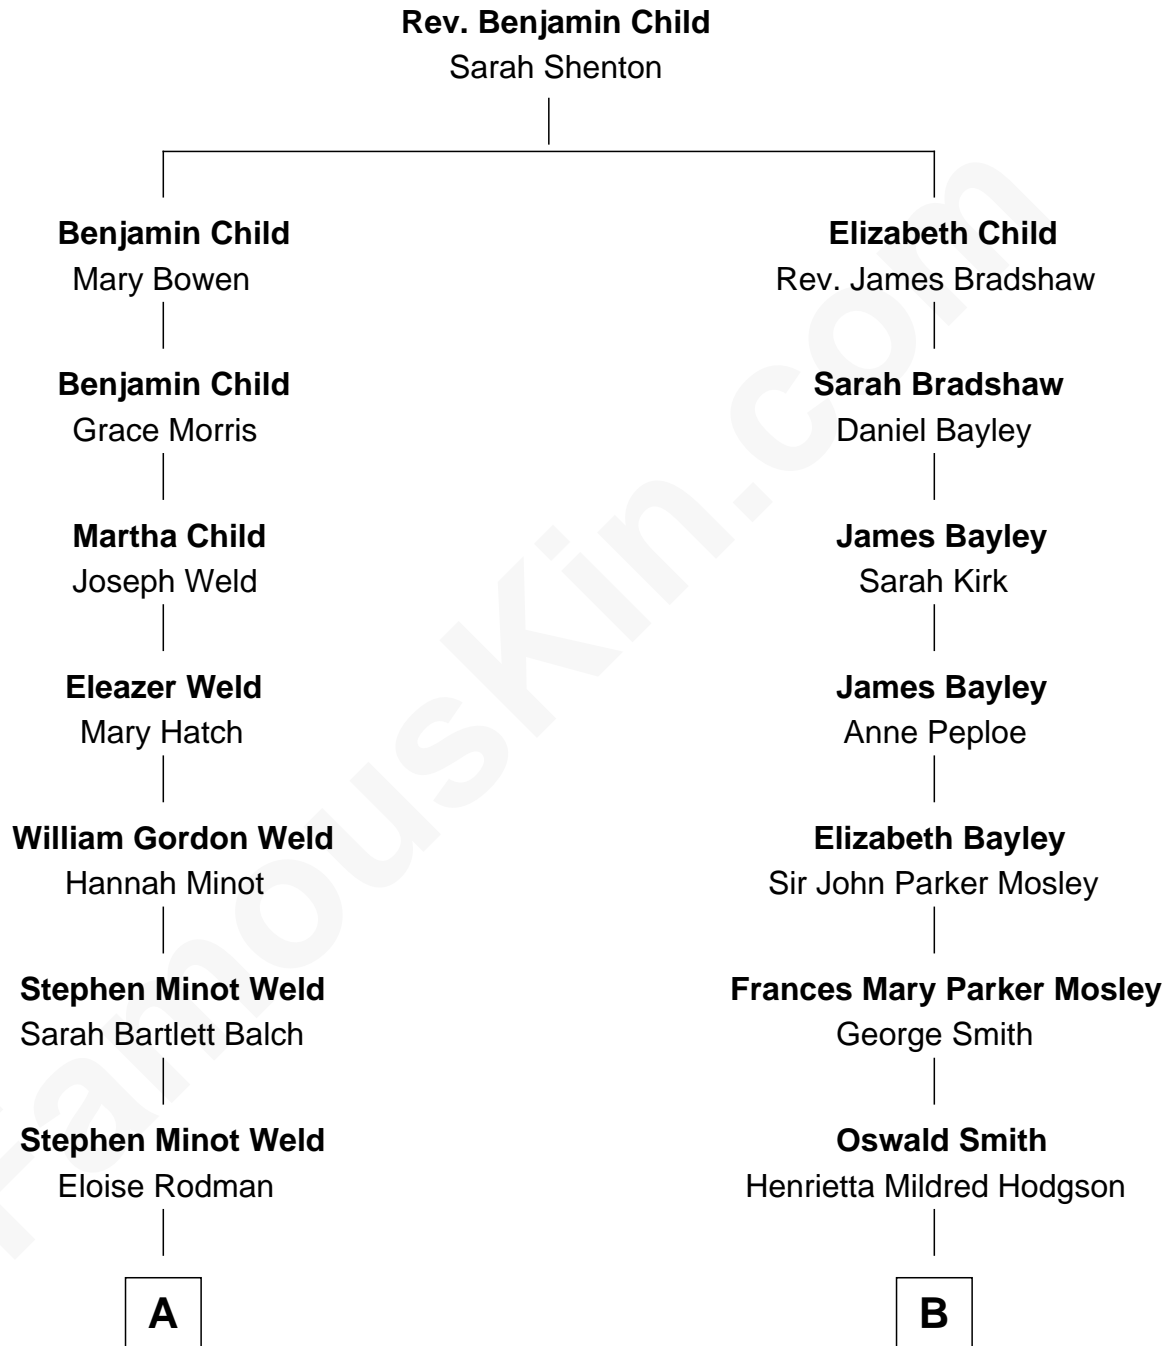 Rev. Benjamin Child
Sarah Shenton
Benjamin Child
Mary Bowen
Elizabeth Child
Rev. James Bradshaw
Benjamin Child
Grace Morris
Sarah Bradshaw
Daniel Bayley
Martha Child
Joseph Weld
James Bayley
Sarah Kirk
Eleazer Weld
Mary Hatch
James Bayley
Anne Peploe
William Gordon Weld
Hannah Minot
Elizabeth Bayley
Sir John Parker Mosley
Stephen Minot Weld
Sarah Bartlett Balch
Frances Mary Parker Mosley
George Smith
Stephen Minot Weld
Eloise Rodman
Oswald Smith
Henrietta Mildred Hodgson
A
B
FamousKin.com